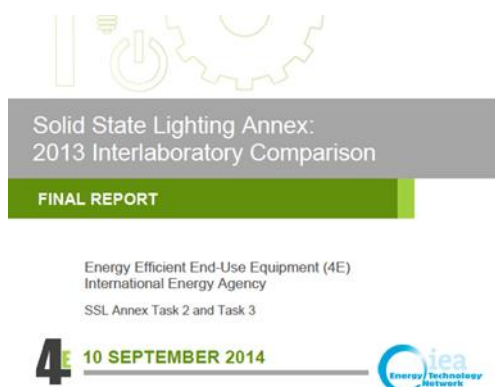 Solid State Lighting Annex:
2013 Interlaboratory Comparison
FINAL REPORT
Energy Efficient End-Use Equipment (4E)
International Energy Agency
SSL Annex Task 2 and Task 3
4E
10 SEPTEMBER 2014
iea
Energy Technology
Network